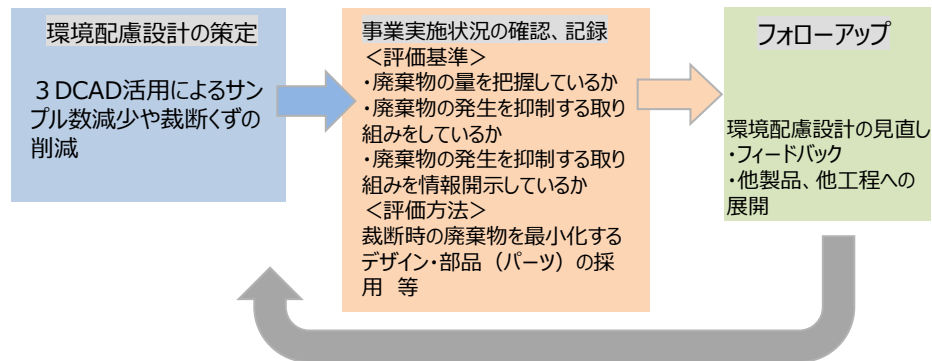 環境配慮設計の策定
３DCAD活用によるサン
プル数減少や裁断くずの
削減
事業実施状況の確認、記録
＜評価基準＞
・廃棄物の量を把握しているか
・廃棄物の発生を抑制する取り
組みをしているか
・廃棄物の発生を抑制する取り
組みを情報開示しているか
＜評価方法＞
裁断時の廃棄物を最小化する
デザイン・部品（パーツ）の採
用　等
フォローアップ
環境配慮設計の見直し
・フィードバック
・他製品、他工程への
展開